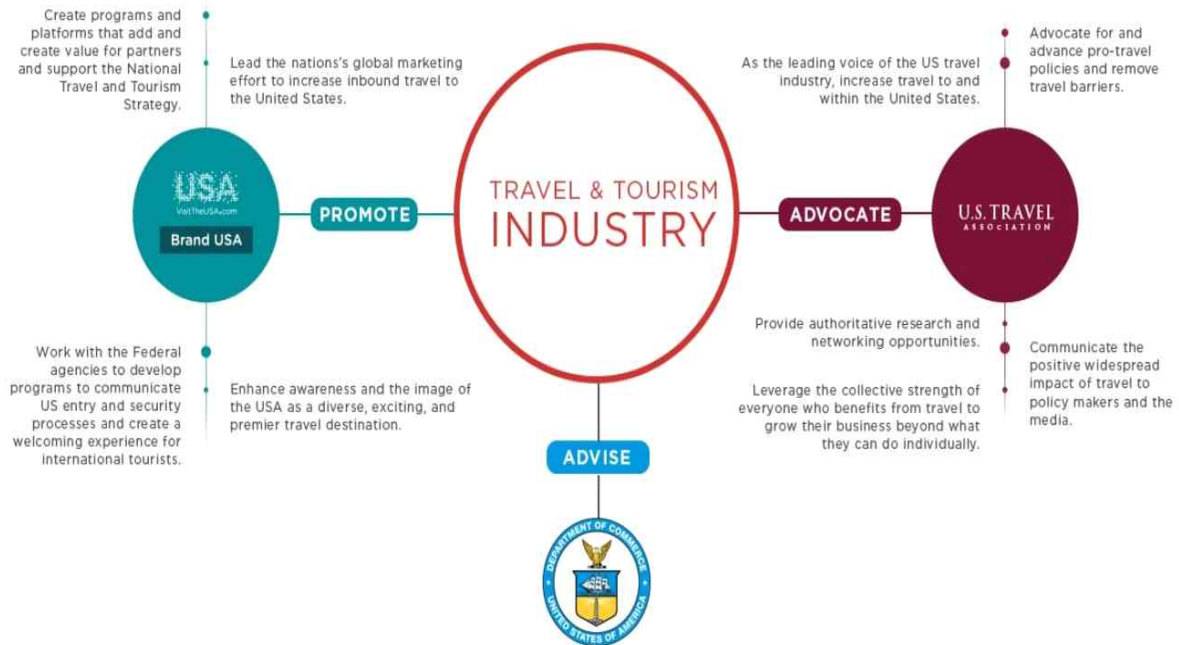 Create programs and
platforms that add and
create value for partners
and support the National
Travel and Tourism
Strategy.
Lead the nations's global marketing
effort to increase inbound travel to
the United States.
As the leading voice of the US travel
industry, increase travel to and
within the United States.
Advocate for and
advance pro-travel
policies and remove
travel barriers.
USA
VisitTheUSA.com
Brand USA
PROMOTE
TRAVEL & TOURISM
INDUSTRY
ADVOCATE
U.S. TRAVEL
ASSOCIATION
Work with the Federal
agencies to develop
programs to communicate
US entry and security
processes and create a
welcoming experience for
international tourists.
Enhance awareness and the image of
the USA as a diverse, exciting, and
premier travel destination.
Provide authoritative research and
networking opportunities.
Leverage the collective strength of
everyone who benefits from travel to
grow their business beyond what
they can do individually.
Communicate the
positive widespread
impact of travel to
policy makers and the
media.
ADVISE
DEPARTMENT OF COMMERCE
UNITED STATES OF AMERICA